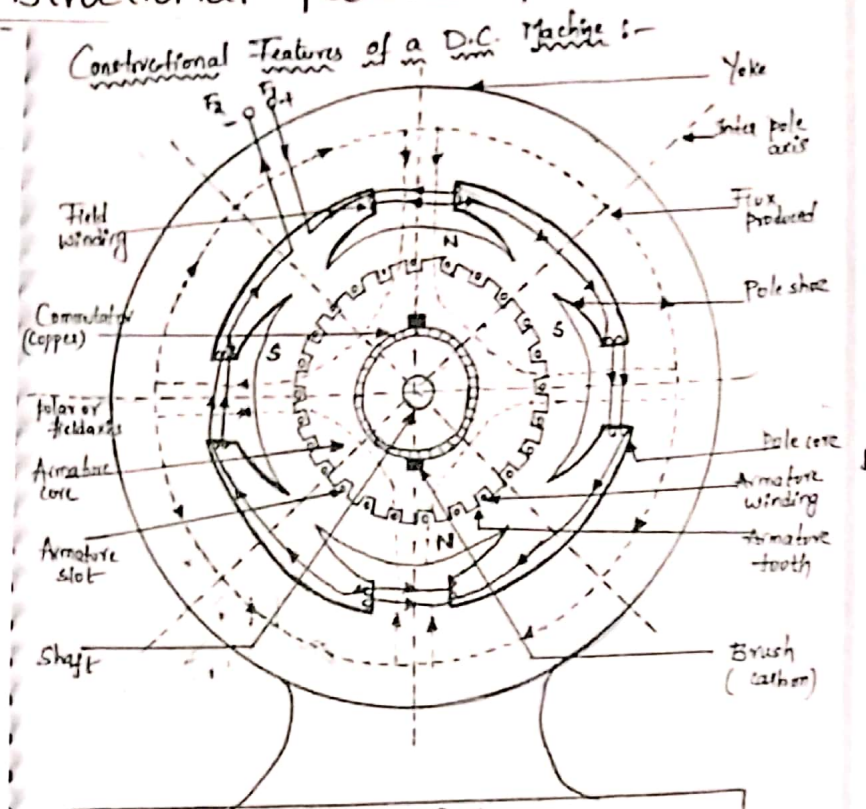 Constructional Features of a D.C. Machine :-
F2
-
F1
+
Yoke
Inter pole
axis
Field
winding
Flux
produced
N
Pole shoe
Commutator
(Copper)
S
S
polar or
field axis
Pole core
Armature
core
Armature
winding
Armature
tooth
N
Armature
slot
Shaft
Brush
(carbon)